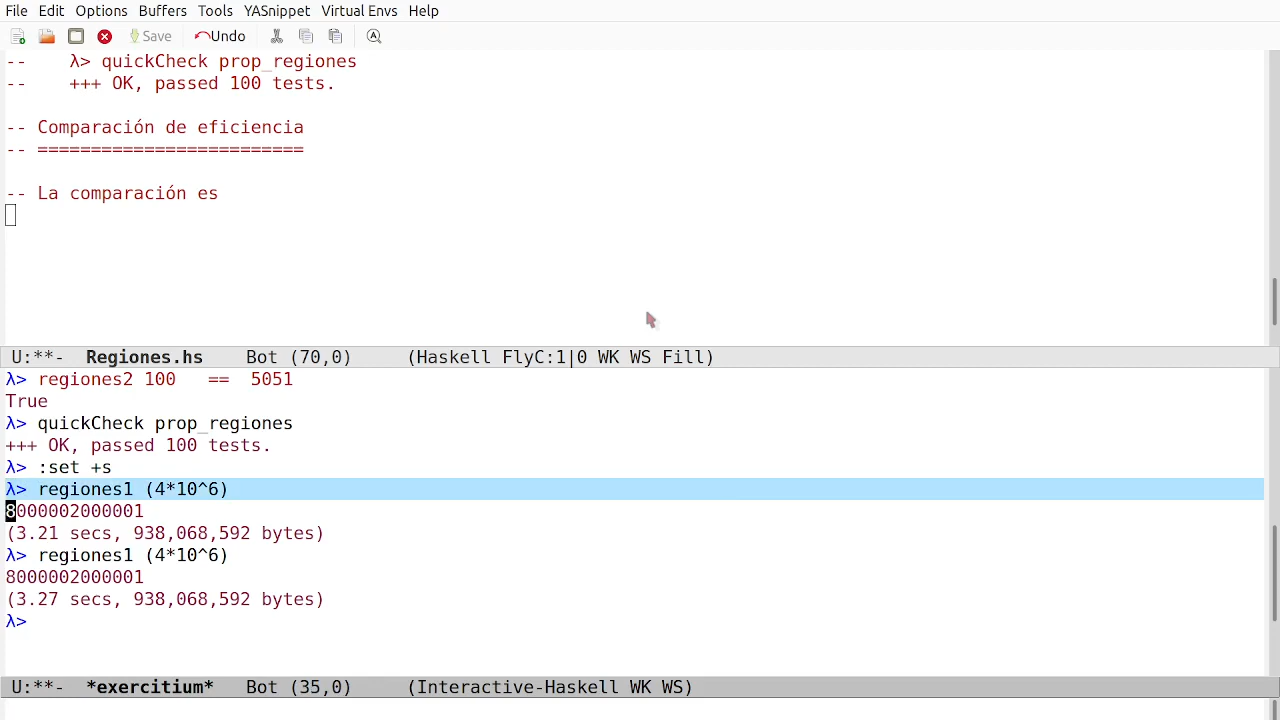 File Edit Options Buffers Tools YASnippet Virtual Envs Help
Save Undo
--    λ> quickCheck prop_regiones
--    +++ OK, passed 100 tests.
-- Comparación de eficiencia
-- =========================
-- La comparación es
U:**-  Regiones.hs    Bot (70,0)     (Haskell FlyC:1|0 WK WS Fill)
λ> regiones2 100   ==  5051
True
λ> quickCheck prop_regiones
+++ OK, passed 100 tests.
λ> :set +s
λ> regiones1 (4*10^6)
8000002000001
(3.21 secs, 938,068,592 bytes)
λ> regiones1 (4*10^6)
8000002000001
(3.27 secs, 938,068,592 bytes)
λ>
U:**-  *exercitium*   Bot (35,0)     (Interactive-Haskell WK WS)